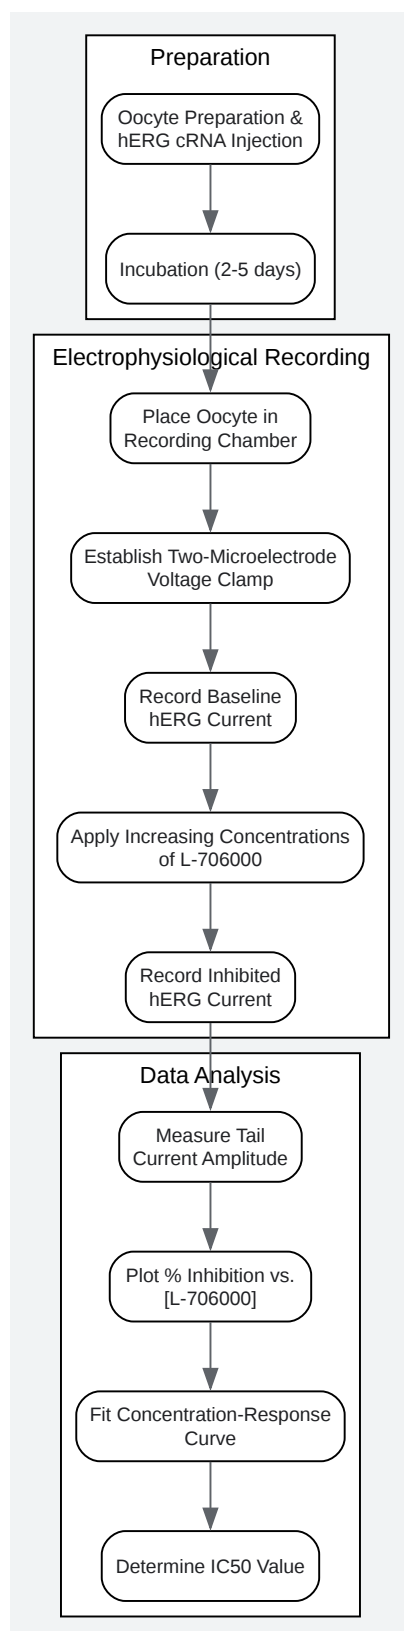 Preparation
Oocyte Preparation &
hERG cRNA Injection
Incubation (2-5 days)
Electrophysiological Recording
Place Oocyte in
Recording Chamber
Establish Two-Microelectrode
Voltage Clamp
Record Baseline
hERG Current
Apply Increasing Concentrations
of L-706000
Record Inhibited
hERG Current
Data Analysis
Measure Tail
Current Amplitude
Plot % Inhibition vs.
[L-706000]
Fit Concentration-Response
Curve
Determine IC50 Value